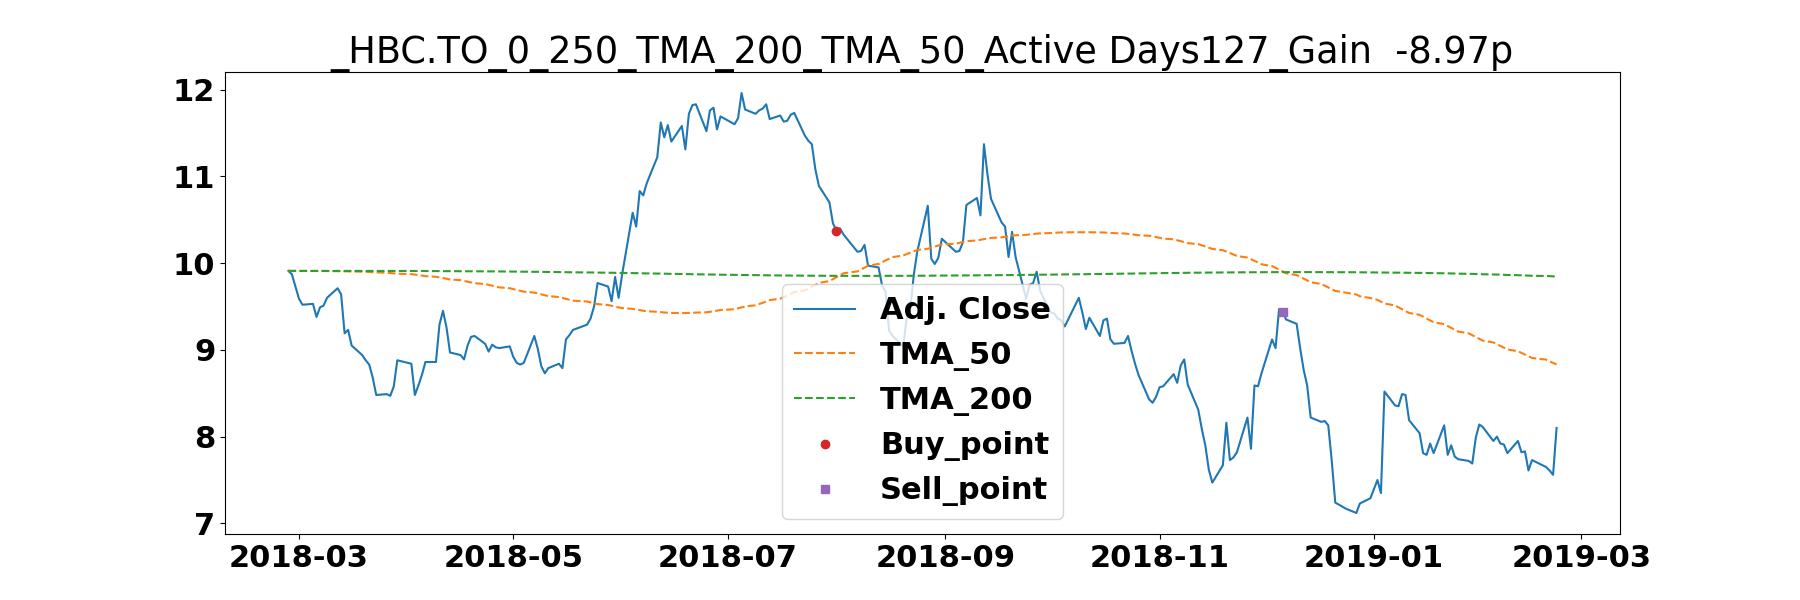 _HBC.TO_0_250_TMA_200_TMA_50_Active Days127_Gain  -8.97p
12
11
10
9
8
7
Adj. Close
TMA_50
TMA_200
Buy_point
Sell_point
2018-03 2018-05 2018-07 2018-09 2018-11 2019-01 2019-03